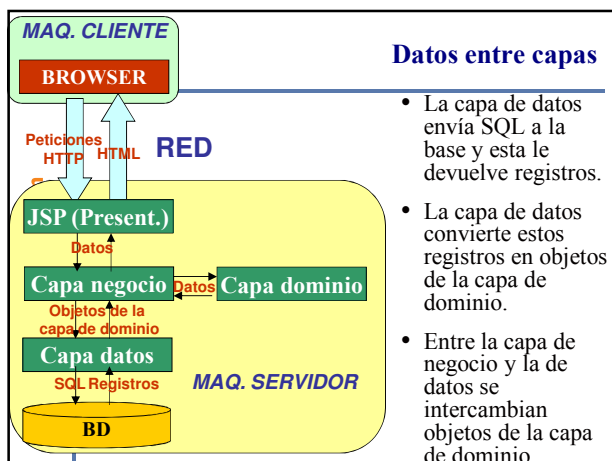 MAQ. CLIENTE
BROWSER
Peticiones
HTTP
HTML
RED
JSP (Present.)
Datos
Capa negocio
Datos
Capa dominio
Objetos de la
capa de dominio
Capa datos
SQL Registros
MAQ. SERVIDOR
BD
Datos entre capas
• La capa de datos
envía SQL a la
base y esta le
devuelve registros.
• La capa de datos
convierte estos
registros en objetos
de la capa de
dominio.
• Entre la capa de
negocio y la de
datos se
intercambian
objetos de la capa
de dominio